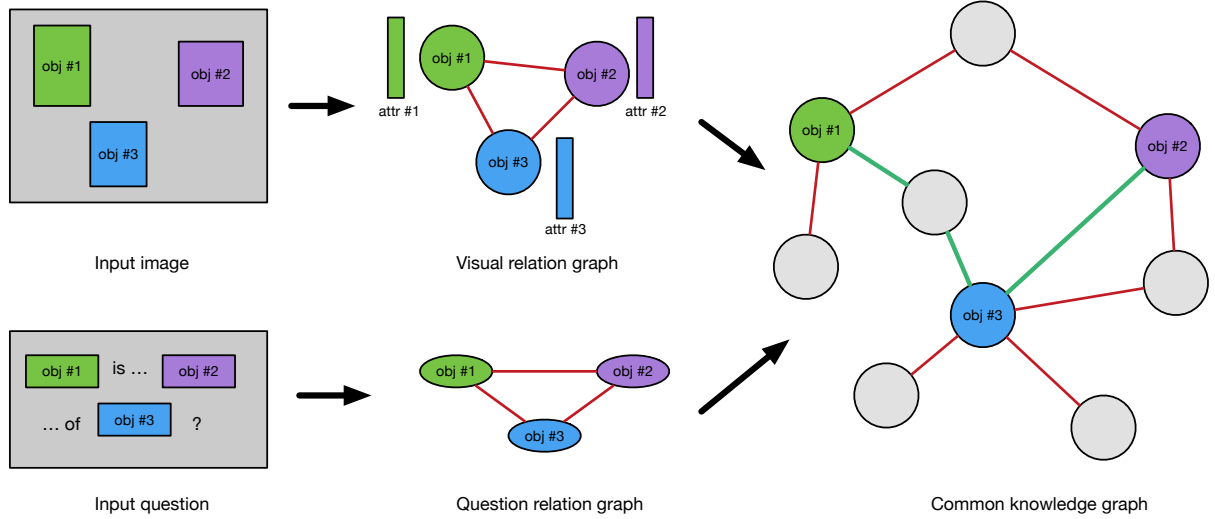 obj #1
obj #2
obj #3
Input image
attr #1
obj #1
obj #2
attr #2
obj #3
attr #3
Visual relation graph
obj #1
obj #2
obj #3
obj #1 is ... obj #2
... of obj #3 ?
Input question
obj #1
obj #2
obj #3
Question relation graph
Common knowledge graph